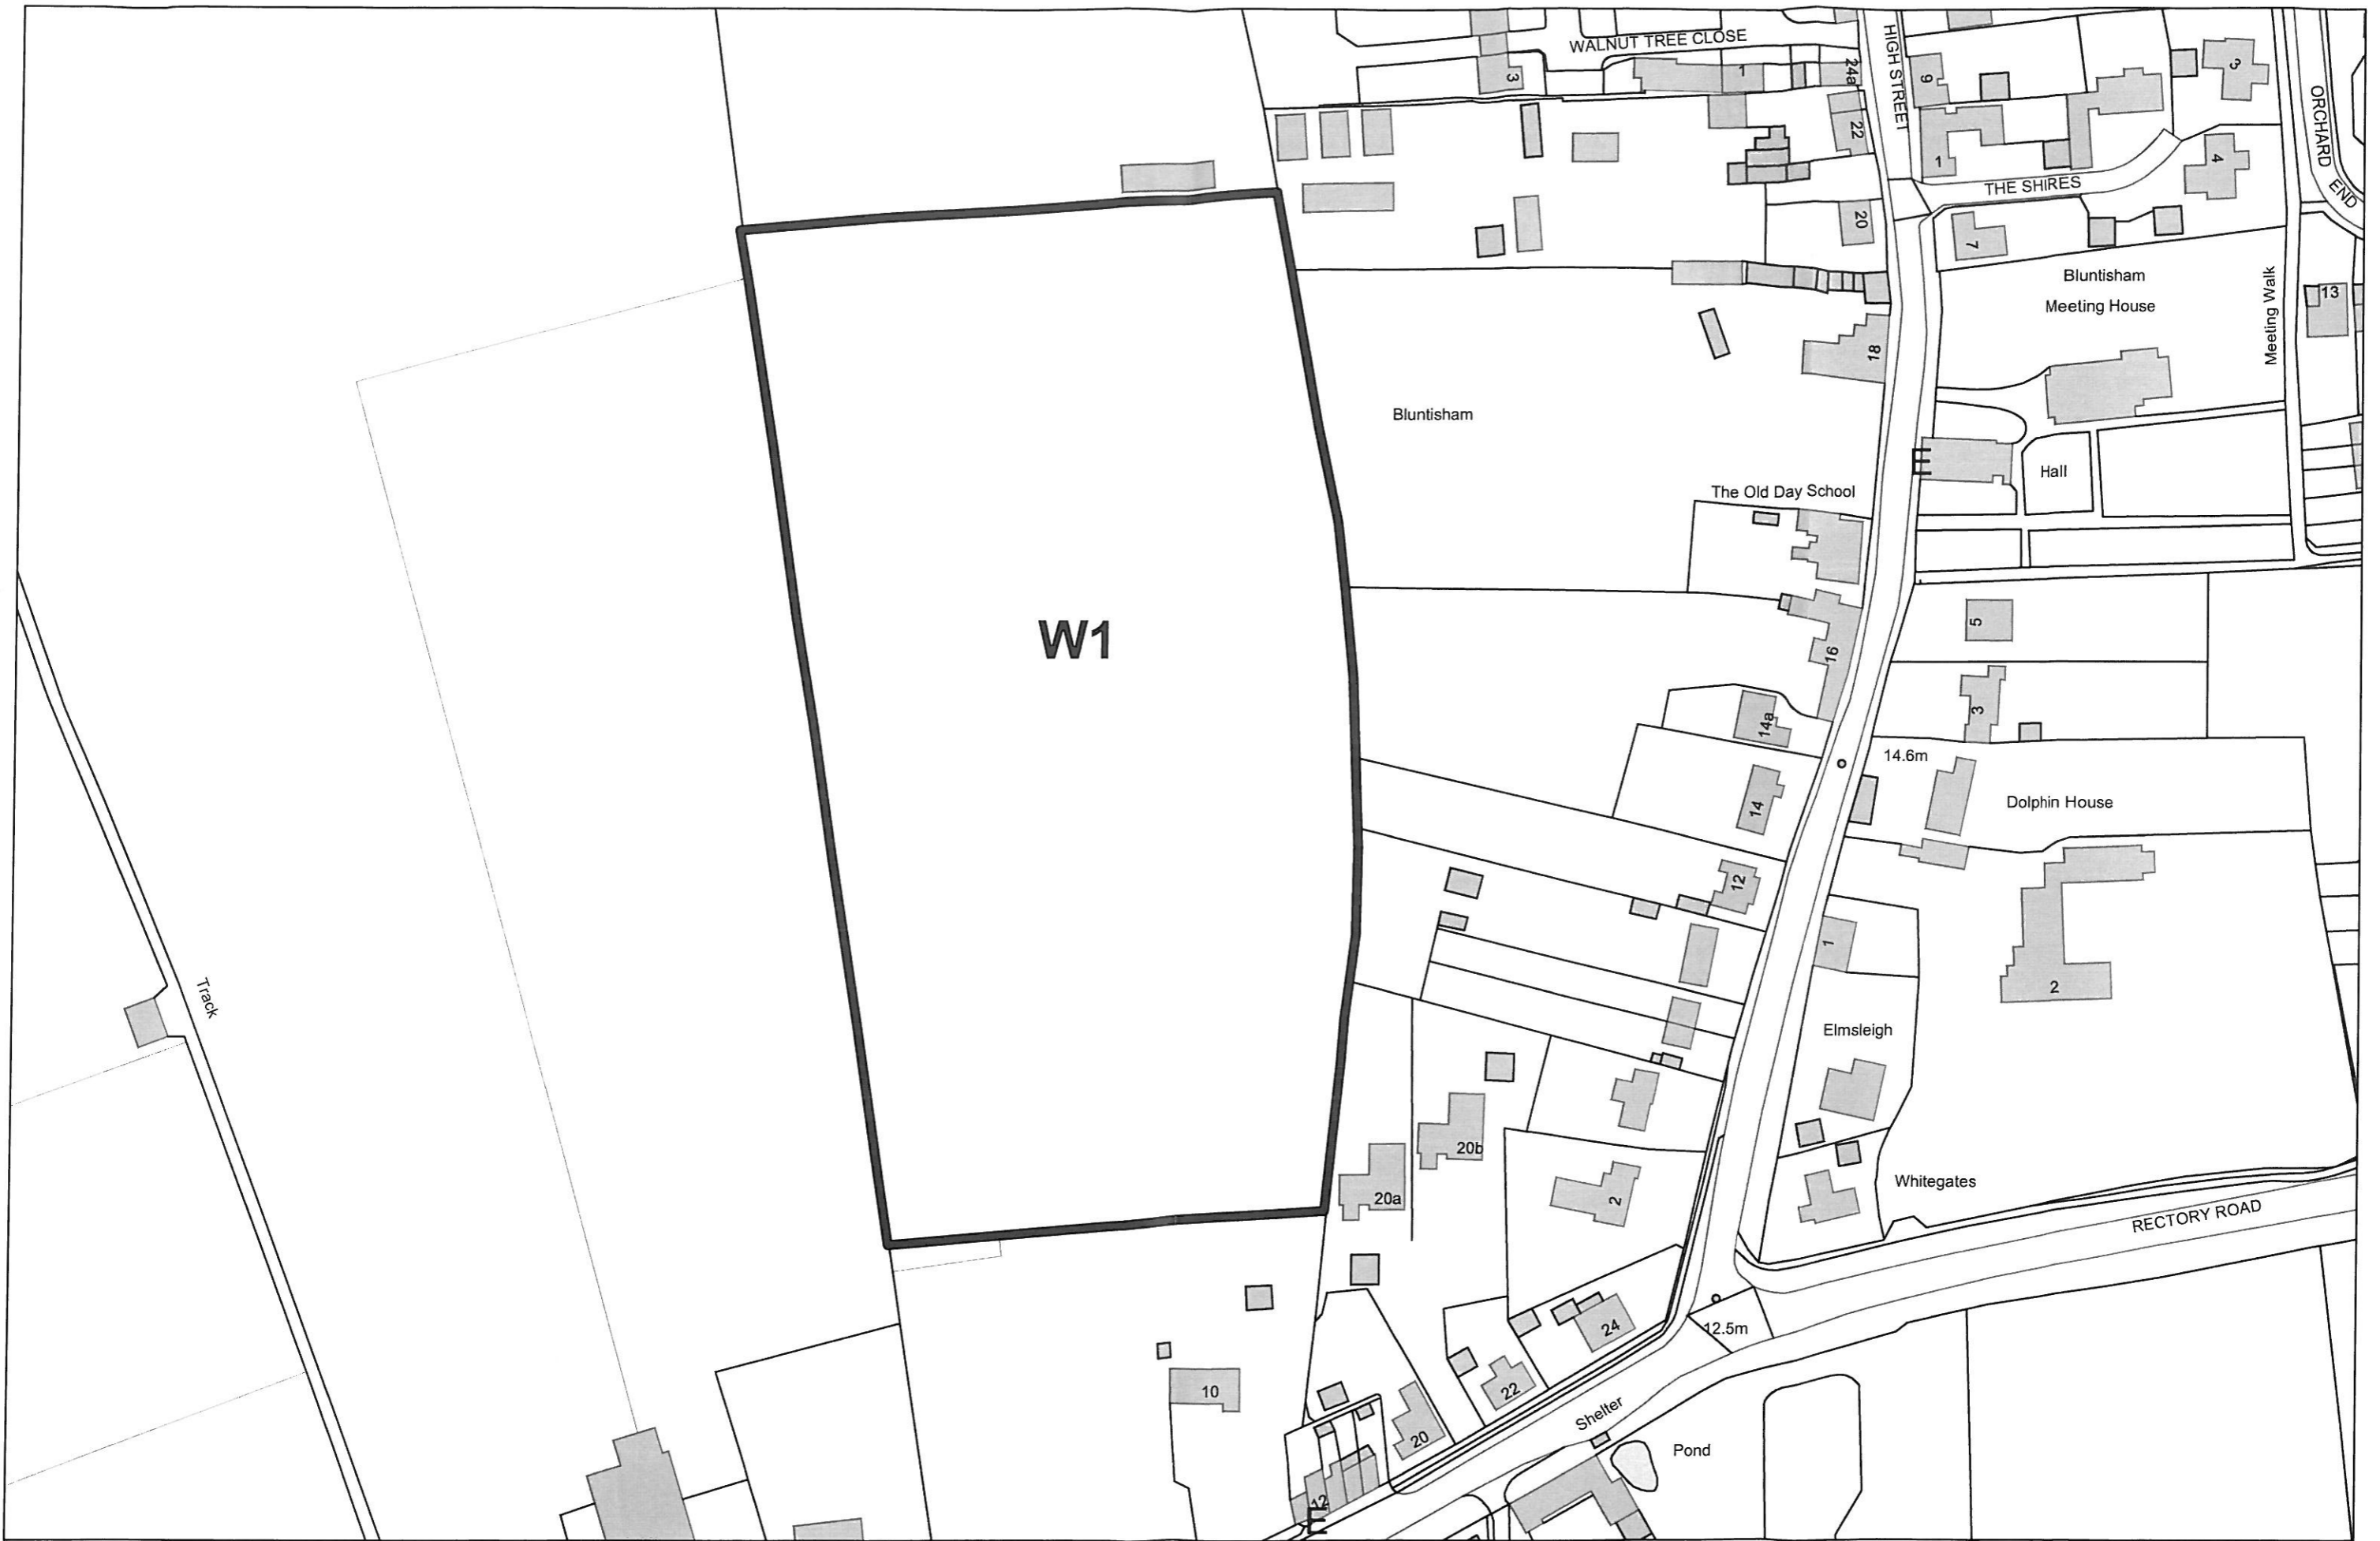 WALNUT TREE CLOSE
HIGH STREET
3
1
24a
9
3
ORCHARD
END
22
1
4
THE SHIRES
20
7
Bluntisham
Meeting House
Meeting Walk
13
18
Bluntisham
Hall
E
The Old Day School
5
W1
16
3
14a
14.6m
14
Dolphin House
12
1
2
Track
Elmsleigh
20b
Whitegates
20a
2
RECTORY ROAD
24
12.5m
10
22
Shelter
20
Pond
12
E